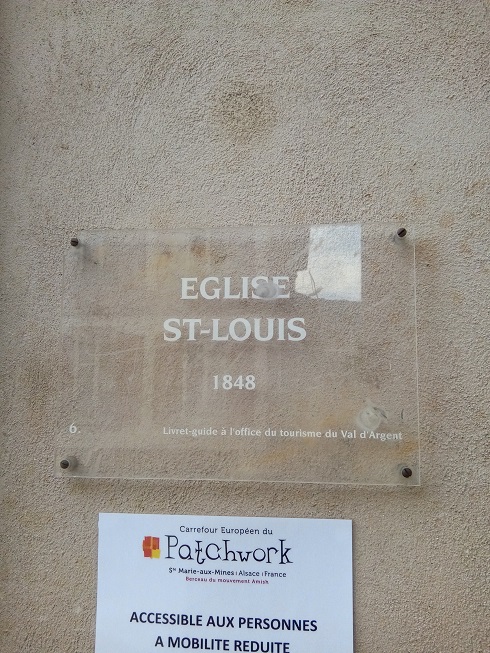 EGLISE
ST-LOUIS
1848
6. Livret-guide à l'office du tourisme du Val d'Argent
Carrefour Européen du
Patchwork
Ste Marie-aux-Mines | Alsace | France
Berceau du mouvement Amish
ACCESSIBLE AUX PERSONNES
A MOBILITE REDUITE